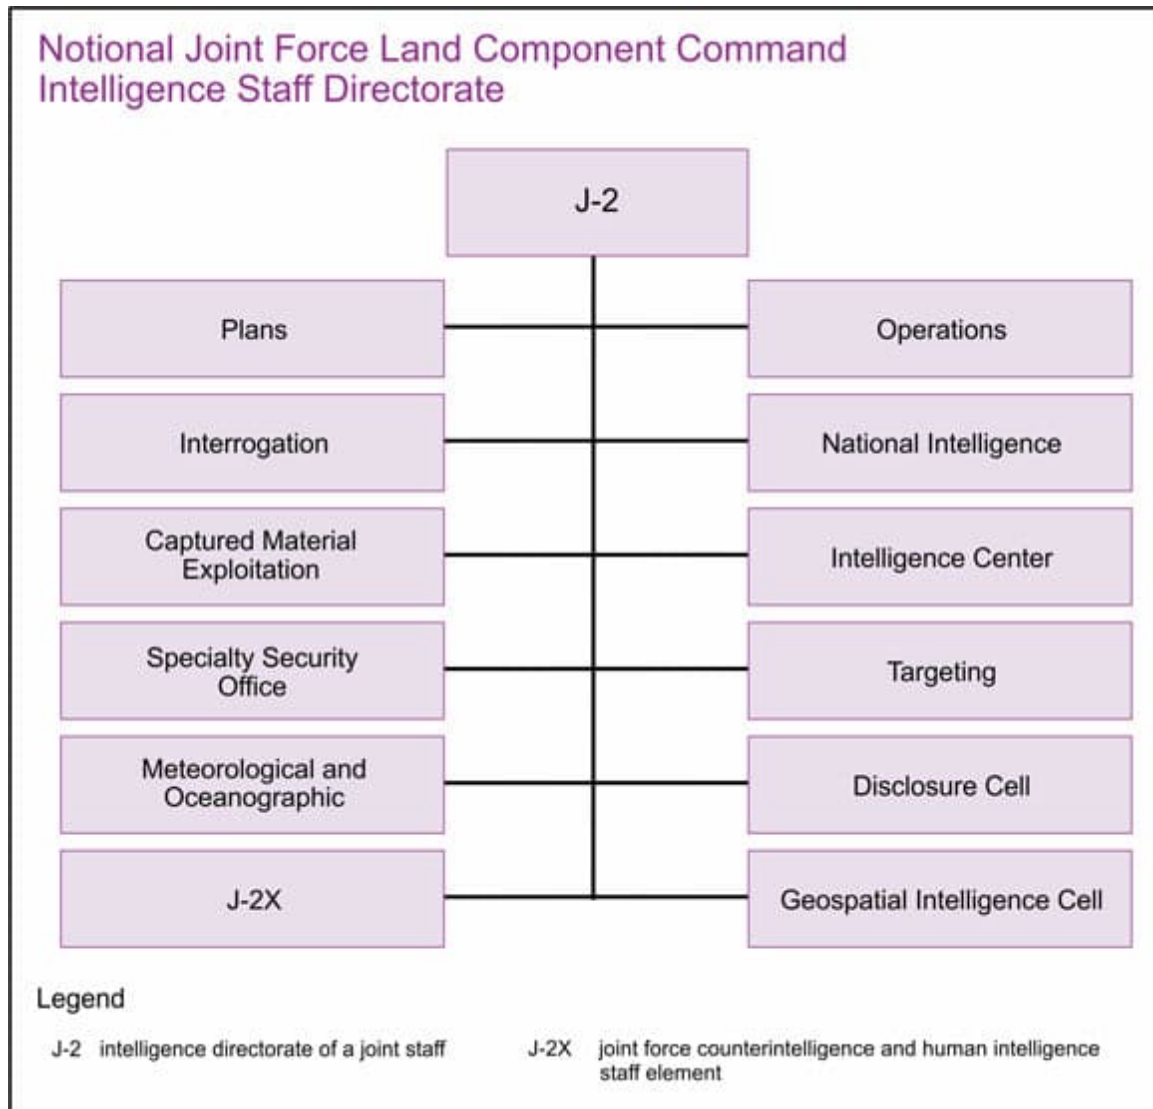 Notional Joint Force Land Component Command
Intelligence Staff Directorate
J-2
Plans
Operations
Interrogation
National Intelligence
Captured Material
Exploitation
Intelligence Center
Specialty Security
Office
Targeting
Meteorological and
Oceanographic
Disclosure Cell
J-2X
Geospatial Intelligence Cell
Legend
J-2 intelligence directorate of a joint staff
J-2X joint force counterintelligence and human intelligence
staff element